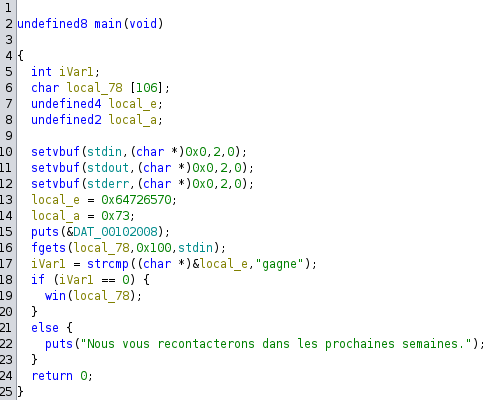 1
2 undefined8 main(void)
3
4 {
5 int iVar1;
6 char local_78 [106];
7 undefined4 local_e;
8 undefined2 local_a;
9
10 setvbuf(stdin,(char *)0x0,2,0);
11 setvbuf(stdout,(char *)0x0,2,0);
12 setvbuf(stderr,(char *)0x0,2,0);
13 local_e = 0x64726570;
14 local_a = 0x73;
15 puts(&DAT_00102008);
16 fgets(local_78,0x100,stdin);
17 iVar1 = strcmp((char *)&local_e,"gagne");
18 if (iVar1 == 0) {
19 win(local_78);
20 }
21 else {
22 puts("Nous vous recontacterons dans les prochaines semaines.");
23 }
24 return 0;
25 }